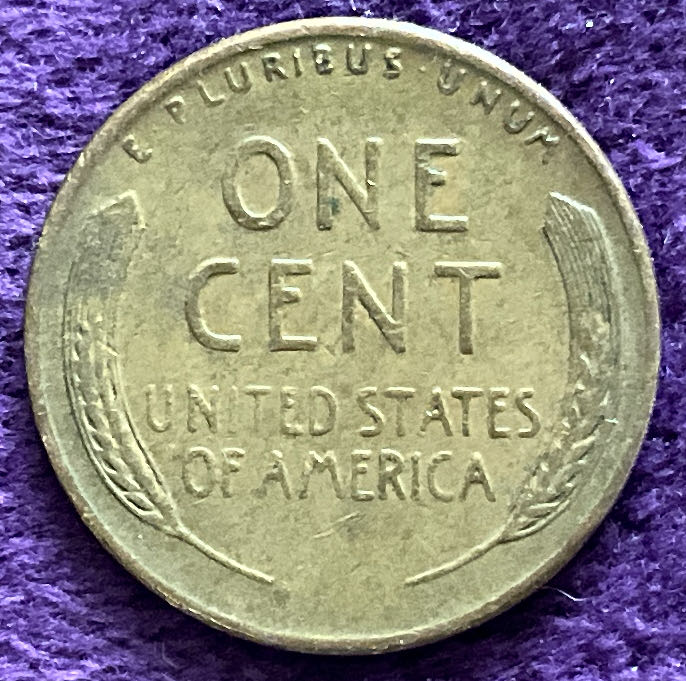 E PLURIBUS · UNUM
ONE
CENT
UNITED STATES
OF AMERICA